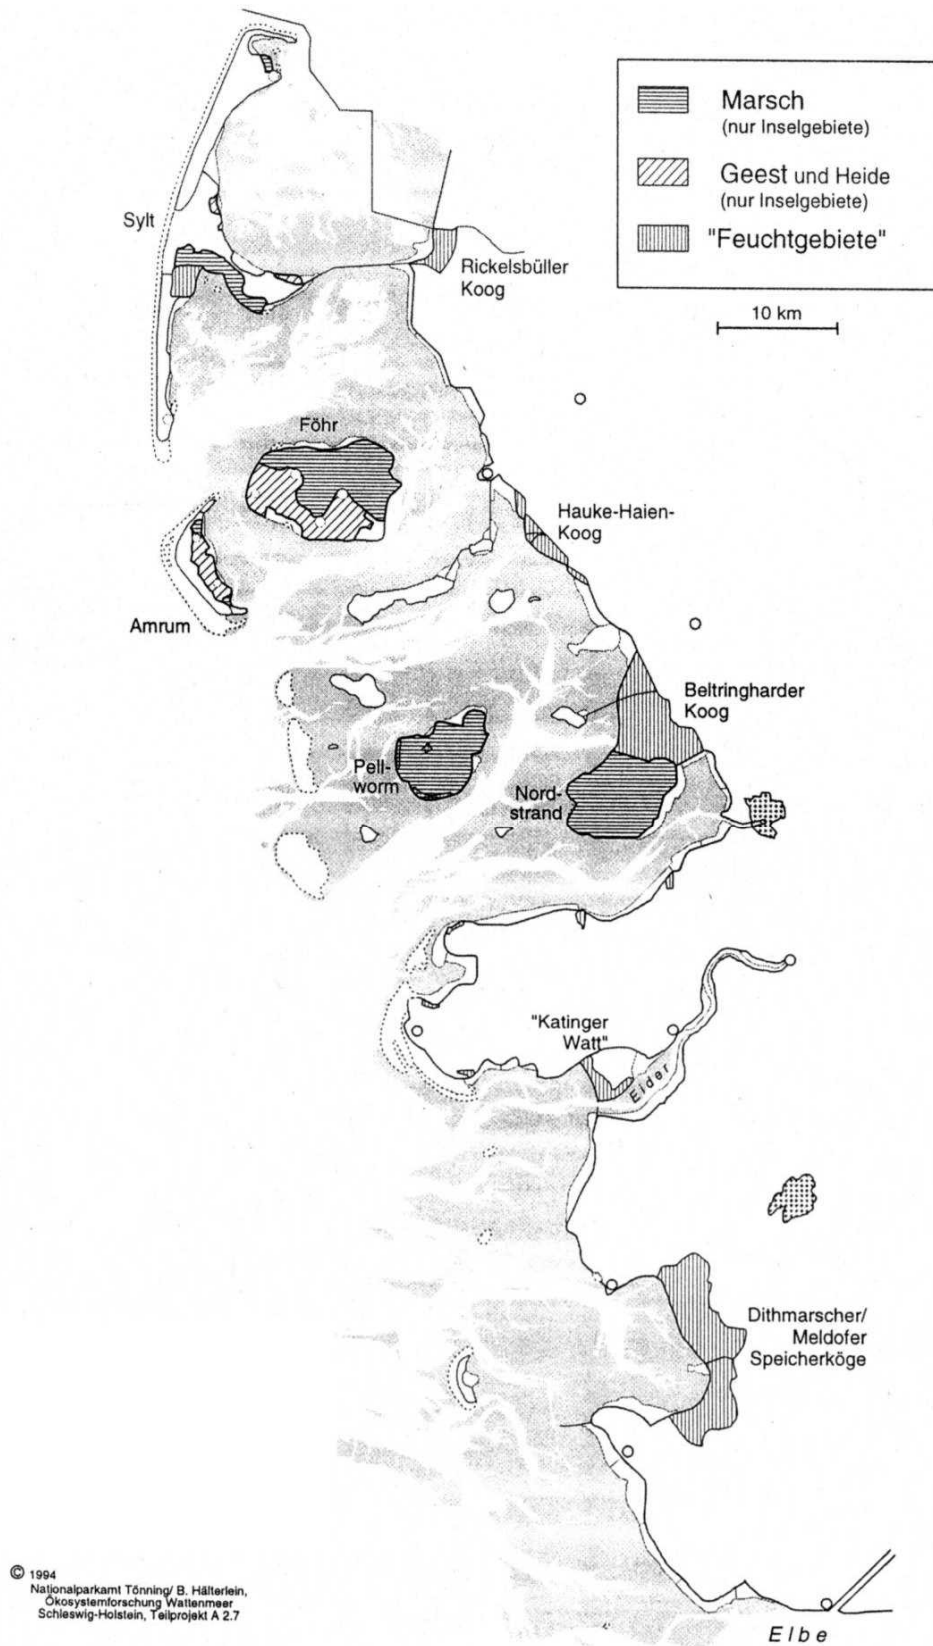 Marsch
(nur Inselgebiete)
Geest und Heide
(nur Inselgebiete)
"Feuchtgebiete"
10 km
Sylt
Rickelsbüller
Koog
Föhr
Hauke-Haien-
Koog
Amrum
Beltringharder
Koog
Pell-
worm
Nord-
strand
"Katinger
Watt"
Eider
Dithmarscher/
Meldofer
Speicherköge
© 1994
Nationalparkamt Tönning/ B. Hälterlein,
Ökosystemforschung Wattenmeer
Schleswig-Holstein, Teilprojekt A 2.7
Elbe